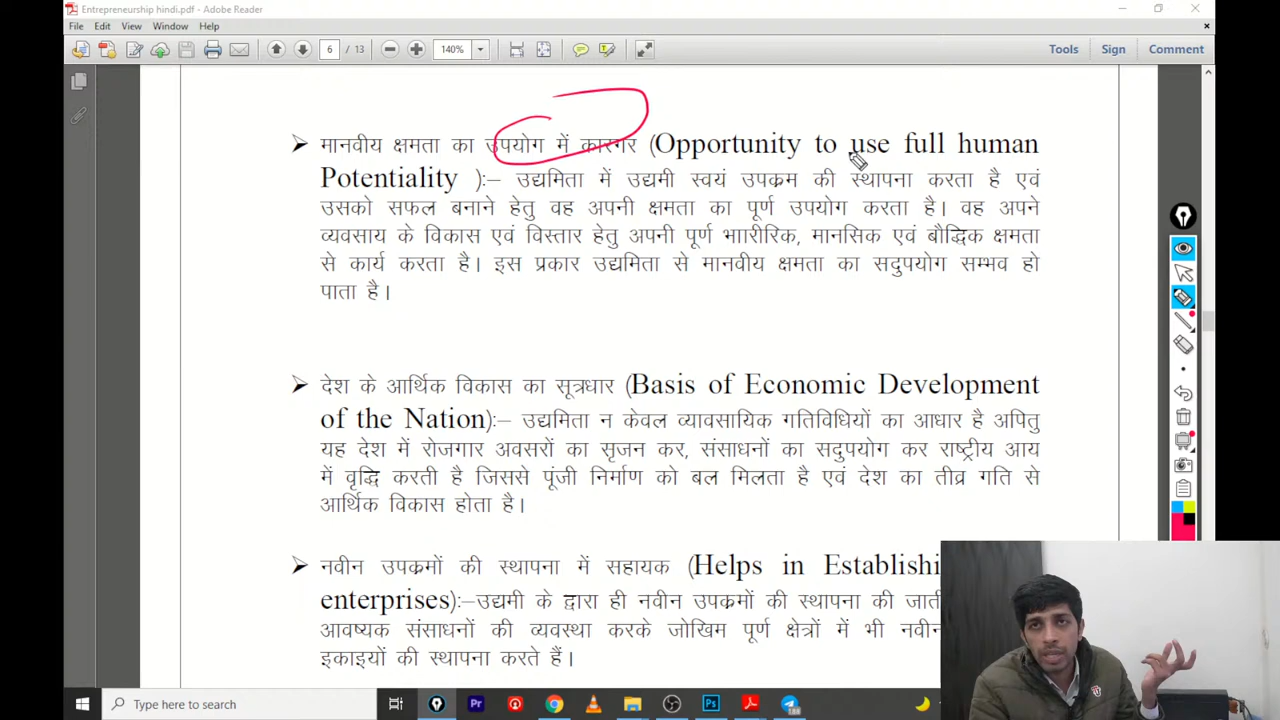 Entrepreneurship hindi.pdf - Adobe Reader
File Edit View Window Help
6 / 13 140% Tools Sign Comment
मानवीय क्षमता का उपयोग में कारगर (Opportunity to use full human
Potentiality ):– उद्यमिता में उद्यमी स्वयं उपक्रम की स्थापना करता है एवं
उसको सफल बनाने हेतु वह अपनी क्षमता का पूर्ण उपयोग करता है। वह अपने
व्यवसाय के विकास एवं विस्तार हेतु अपनी पूर्ण भाारीरिक, मानसिक एवं बौद्धिक क्षमता
से कार्य करता है। इस प्रकार उद्यमिता से मानवीय क्षमता का सदुपयोग सम्भव हो
पाता है।
देश के आर्थिक विकास का सूत्रधार (Basis of Economic Development
of the Nation):– उद्यमिता न केवल व्यावसायिक गतिविधियों का आधार है अपितु
यह देश में रोजगार अवसरों का सृजन कर, संसाधनों का सदुपयोग कर राष्ट्रीय आय
में वृद्धि करती है जिससे पूंजी निर्माण को बल मिलता है एवं देश का तीव्र गति से
आर्थिक विकास होता है।
नवीन उपक्रमों की स्थापना में सहायक (Helps in Establishi
enterprises):–उद्यमी के द्वारा ही नवीन उपक्रमों की स्थापना की जाती
आवष्यक संसाधनों की व्यवस्था करके जोखिम पूर्ण क्षेत्रों में भी नवीन
इकाइयों की स्थापना करते हैं।
Type here to search